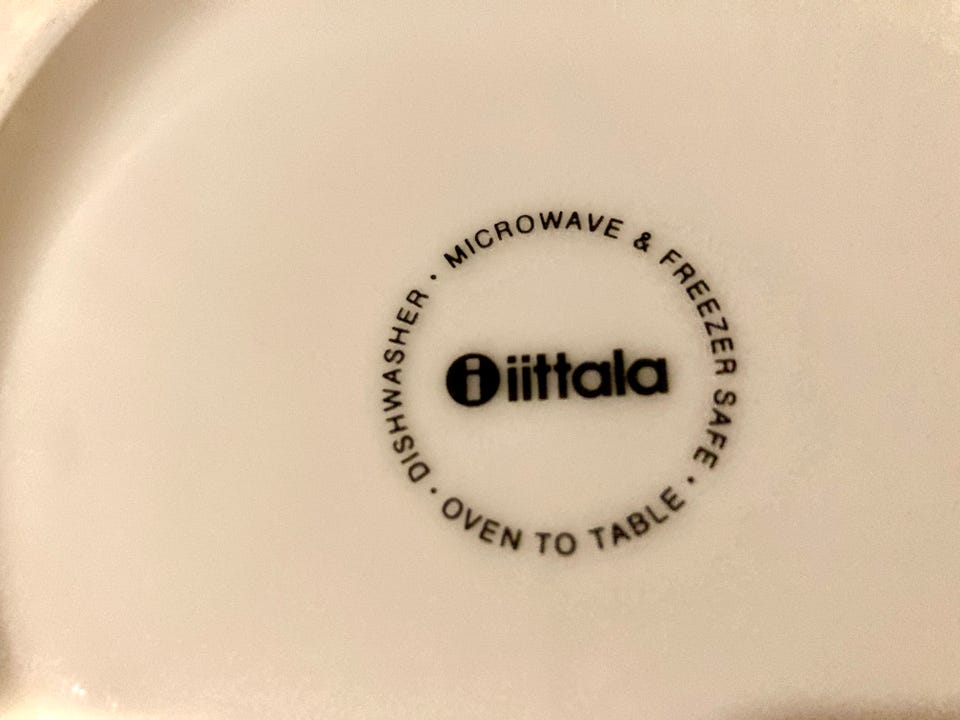 DISHWASHER · MICROWAVE & FREEZER SAFE · OVEN TO TABLE ·
i iittala